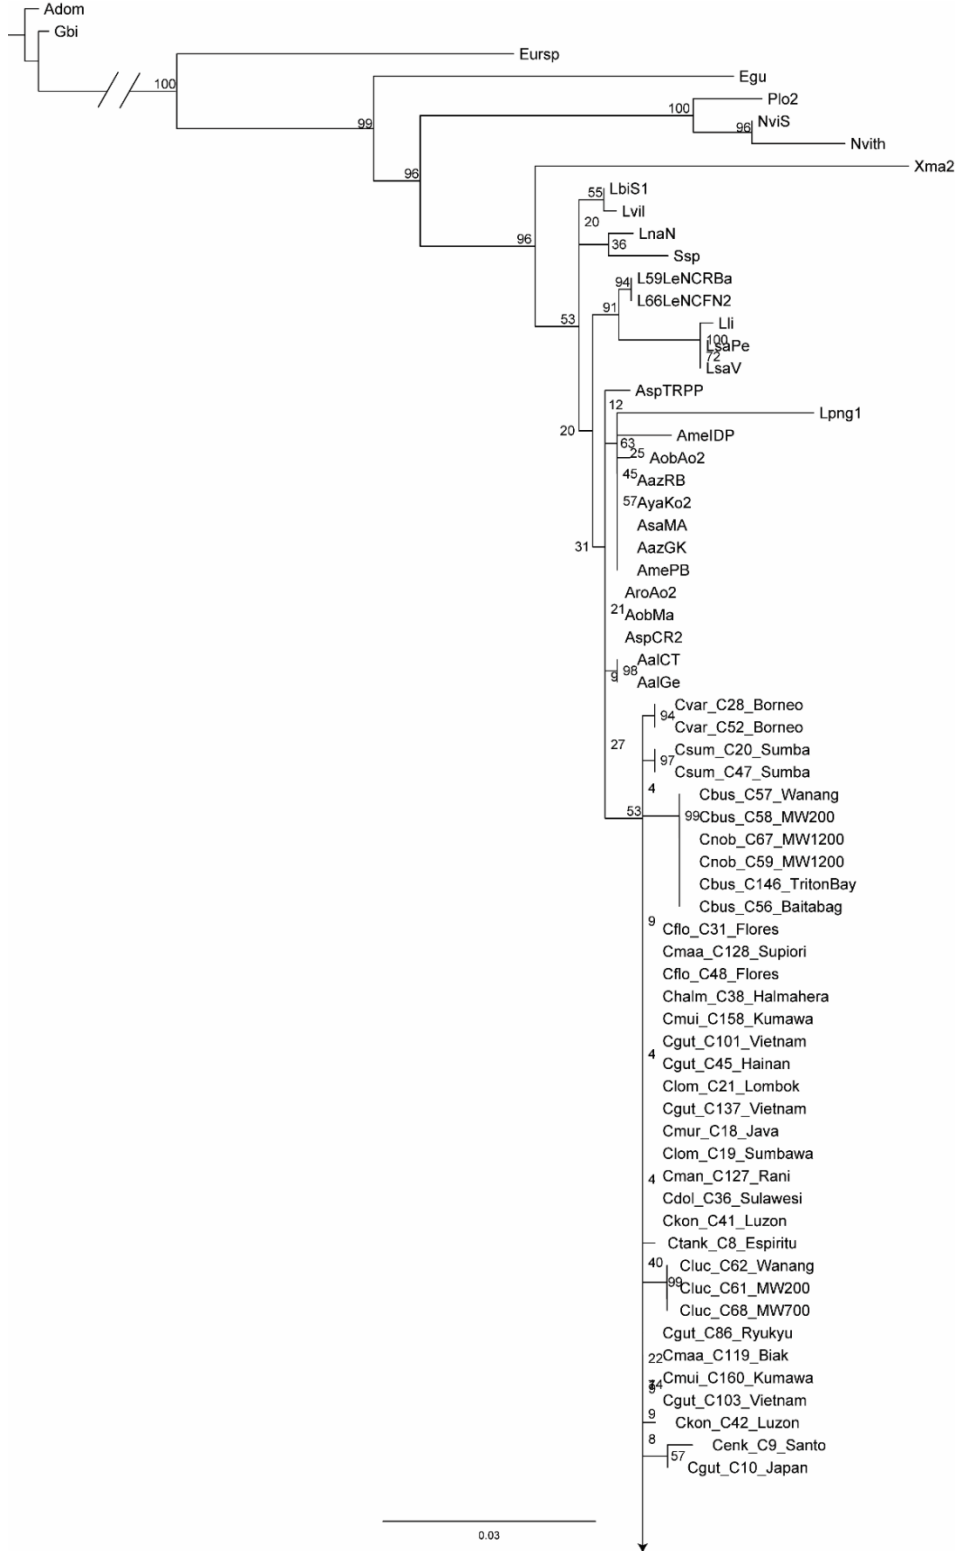 Adom
Gbi
Eursp
100
Egu
Plo2
100
NviS
99
96
Nvith
Xma2
96
LbiS1
55
Lvil
20
LnaN
96
36
Ssp
L59LeNCRBa
94
L66LeNCFN2
91
53
Lli
100
LsaPe
72
LsaV
AspTRPP
12
Lpng1
20
AmeIDP
63
25
AobAo2
45
AazRB
57
AyaKo2
AsaMA
31
AazGK
AmePB
AroAo2
21
AobMa
AspCR2
AalCT
98
9
AalGe
Cvar_C28_Borneo
94
Cvar_C52_Borneo
27
Csum_C20_Sumba
97
Csum_C47_Sumba
4
Cbus_C57_Wanang
53
99
Cbus_C58_MW200
Cnob_C67_MW1200
Cnob_C59_MW1200
Cbus_C146_TritonBay
Cbus_C56_Baitabag
9
Cflo_C31_Flores
Cmaa_C128_Supiori
Cflo_C48_Flores
Chalm_C38_Halmahera
Cmui_C158_Kumawa
Cgut_C101_Vietnam
4
Cgut_C45_Hainan
Clom_C21_Lombok
Cgut_C137_Vietnam
Cmur_C18_Java
Clom_C19_Sumbawa
4
Cman_C127_Rani
Cdol_C36_Sulawesi
Ckon_C41_Luzon
Ctank_C8_Espiritu
40
Cluc_C62_Wanang
99
Cluc_C61_MW200
Cluc_C68_MW700
Cgut_C86_Ryukyu
22
Cmaa_C119_Biak
Cmui_C160_Kumawa
Cgut_C103_Vietnam
9
Ckon_C42_Luzon
8
Cenk_C9_Santo
57
Cgut_C10_Japan
0.03